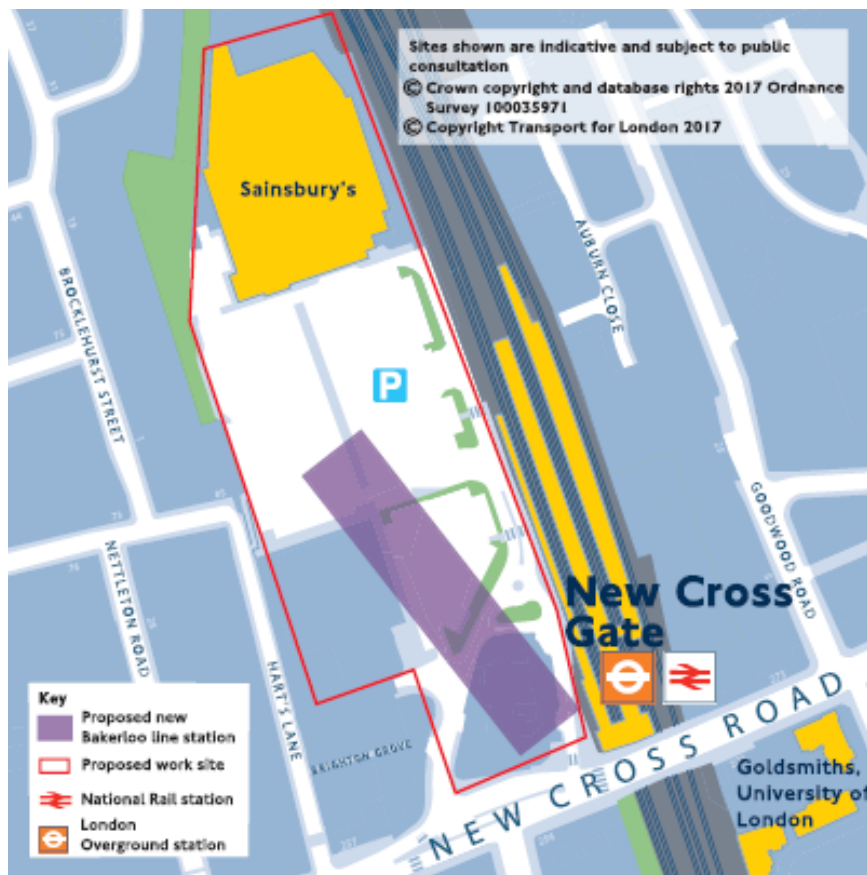 Sites shown are indicative and subject to public
consultation
© Crown copyright and database rights 2017 Ordnance
Survey 100035971
© Copyright Transport for London 2017
Sainsbury's
AUBURN CLOSE
BROCKLEHURST STREET
P
GOODWOOD ROAD
NETTLETON ROAD
HART'S LANE
BRIGHTON GROVE
New Cross
Gate
NEW CROSS ROAD
Goldsmiths,
University of
London
Key
Proposed new
Bakerloo line station
Proposed work site
National Rail station
London
Overground station